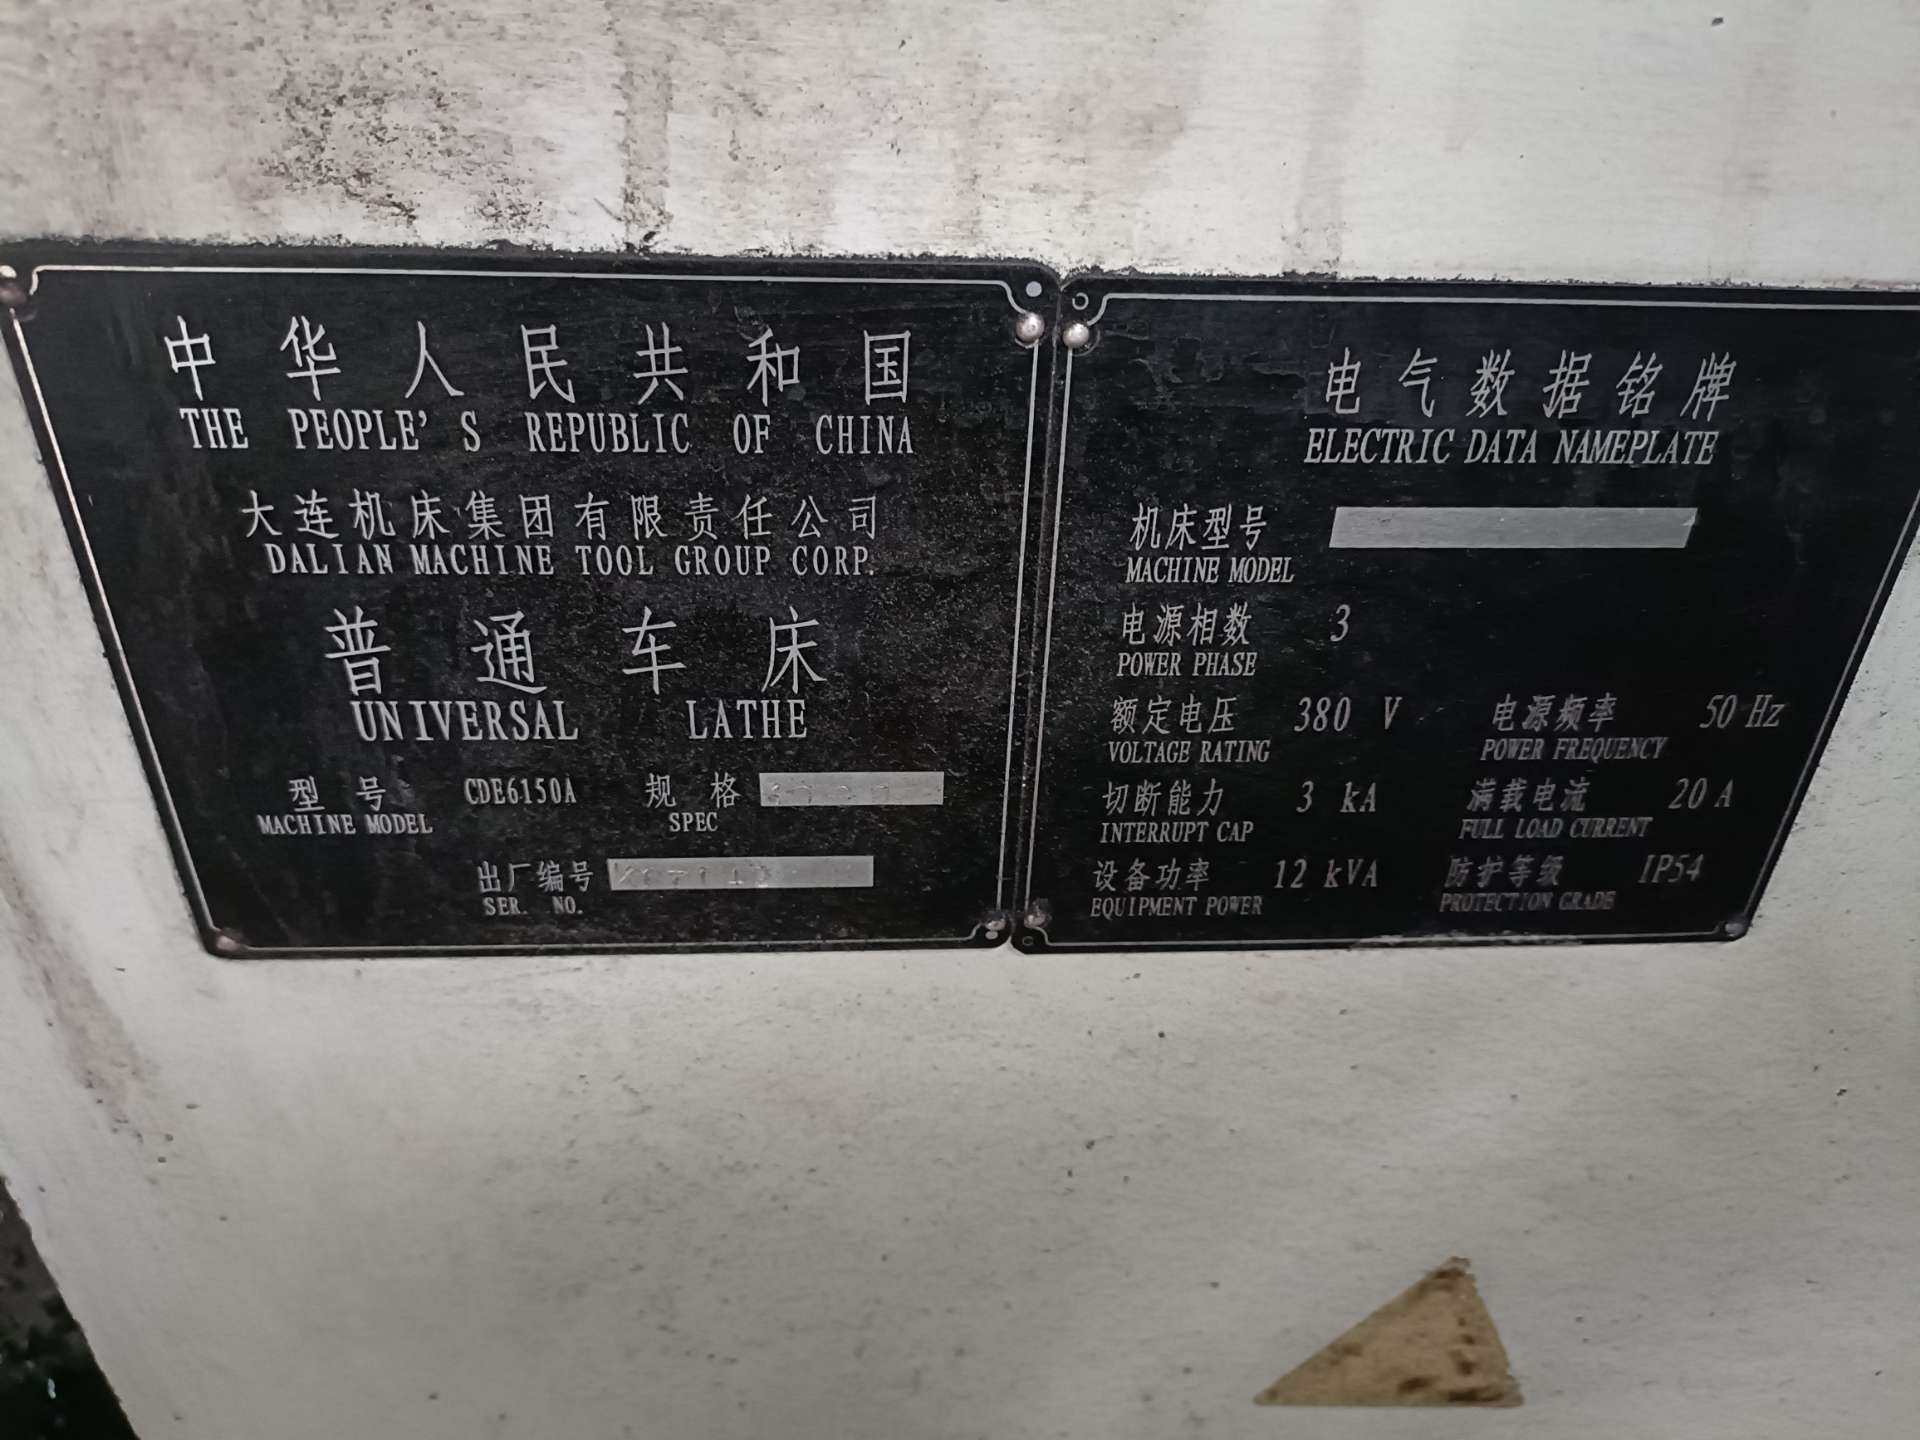 中华人民共和国
THE PEOPLE'S REPUBLIC OF CHINA
大连机床集团有限责任公司
DALIAN MACHINE TOOL GROUP CORP.
普通车床
UNIVERSAL LATHE
型号 CDE6150A 规格
MACHINE MODEL SPEC
出厂编号
SER. NO.
电气数据铭牌
ELECTRIC DATA NAMEPLATE
机床型号
MACHINE MODEL
电源相数 3
POWER PHASE
额定电压 380 V 电源频率 50 Hz
VOLTAGE RATING POWER FREQUENCY
切断能力 3 kA 满载电流 20 A
INTERRUPT CAP FULL LOAD CURRENT
设备功率 12 kVA 防护等级 IP54
EQUIPMENT POWER PROTECTION GRADE